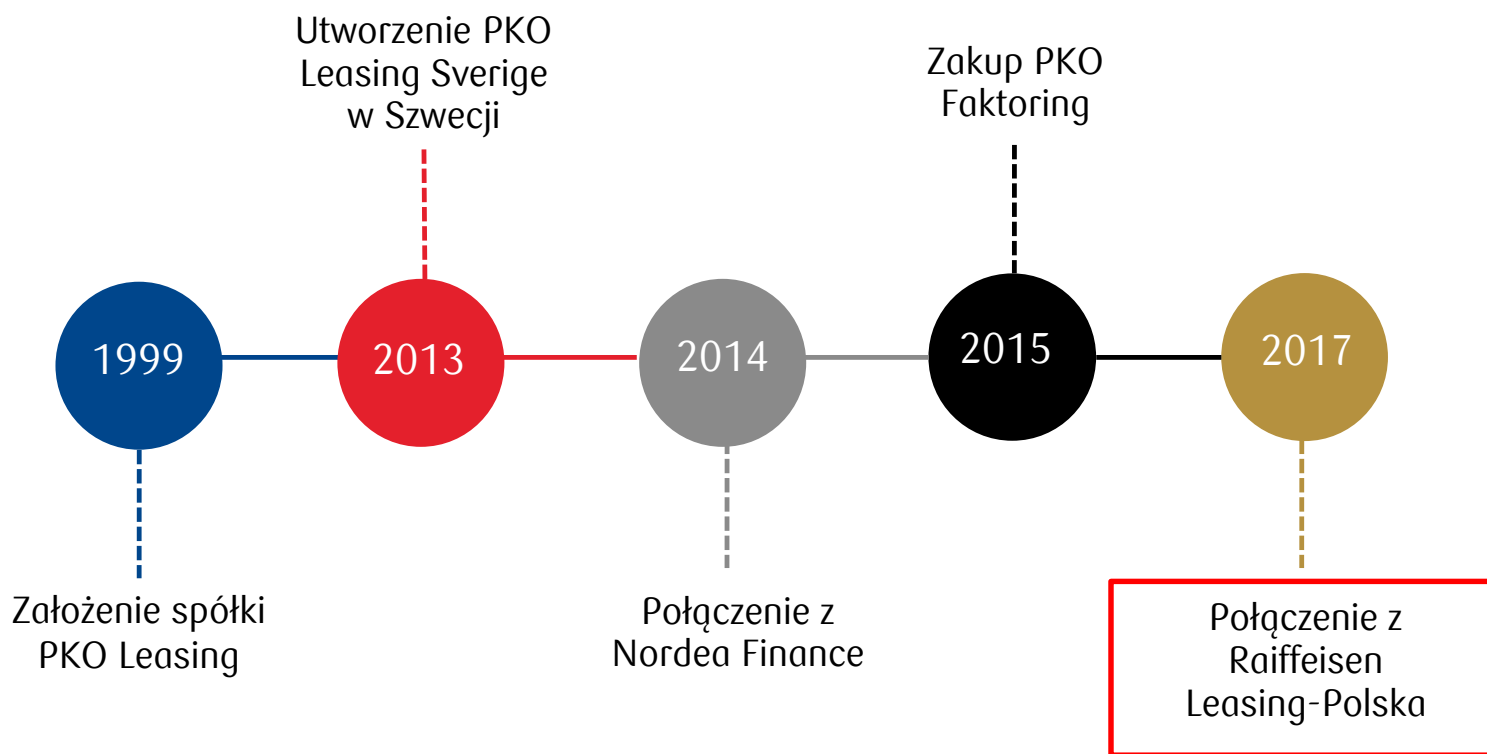 Utworzenie PKO
Leasing Sverige
w Szwecji
Zakup PKO
Faktoring
1999
2013
2014
2015
2017
Założenie spółki
PKO Leasing
Połączenie z
Nordea Finance
Połączenie z
Raiffeisen
Leasing-Polska